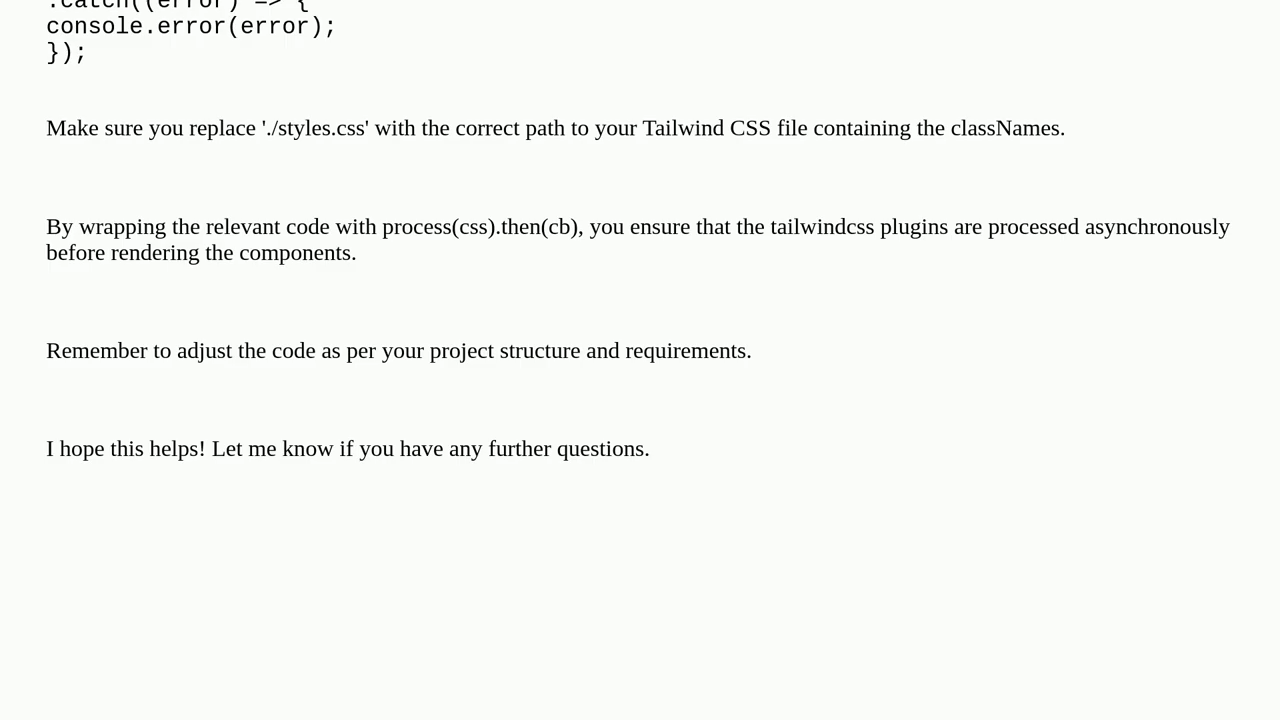 .catch((error) => {
console.error(error);
});
Make sure you replace './styles.css' with the correct path to your Tailwind CSS file containing the classNames.
By wrapping the relevant code with process(css).then(cb), you ensure that the tailwindcss plugins are processed asynchronously
before rendering the components.
Remember to adjust the code as per your project structure and requirements.
I hope this helps! Let me know if you have any further questions.